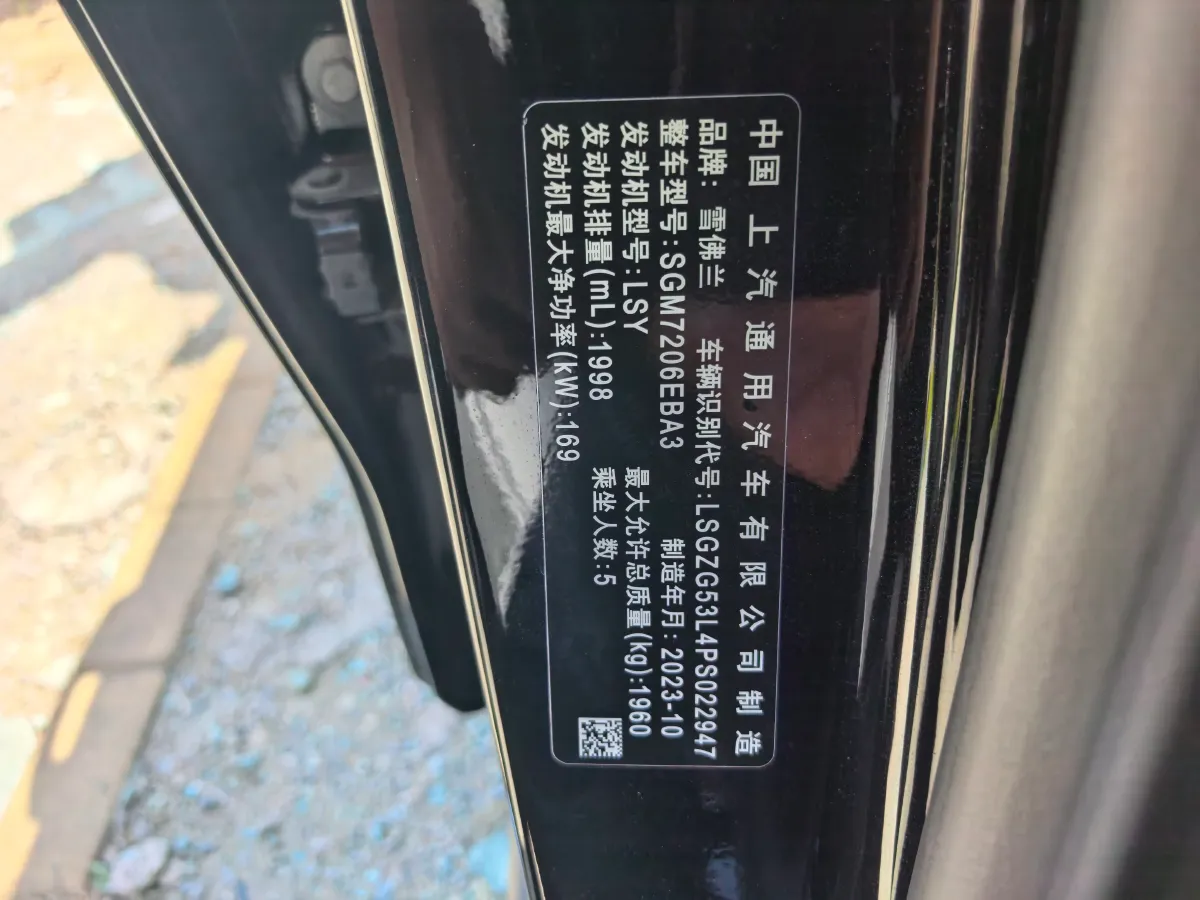 中国上汽通用汽车有限公司制造
品牌：雪佛兰 车辆识别代号:LSGZG53L4PS022947
整车型号:SGM7206EBA3 制造年月:2023-10
发动机型号:LSY 最大允许总质量(kg):1960
发动机排量(mL):1998 乘坐人数:5
发动机最大净功率(kW):169